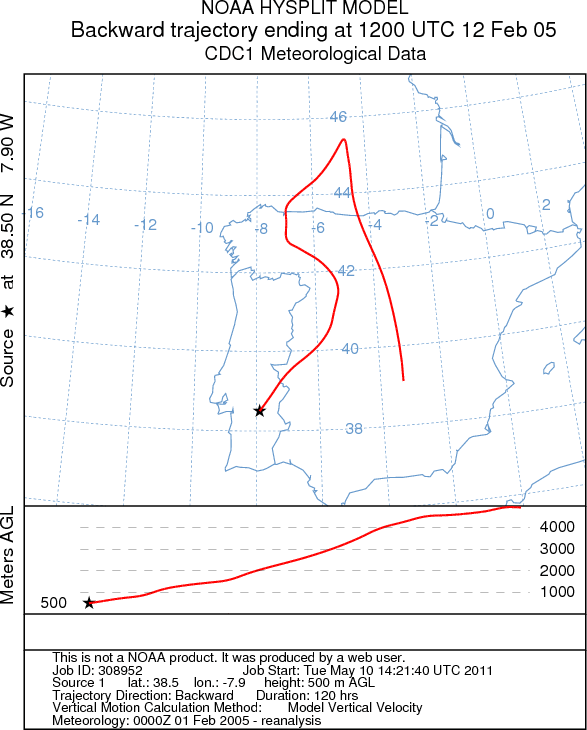 NOAA HYSPLIT MODEL
Backward trajectory ending at 1200 UTC 12 Feb 05
CDC1 Meteorological Data
Source ★ at 38.50 N 7.90 W
46
44
-16 -14 -12 -10 -8 -6 -4 -2 0 2
42
40
38
Meters AGL
4000
3000
2000
1000
500
This is not a NOAA product. It was produced by a web user.
Job ID: 308952 Job Start: Tue May 10 14:21:40 UTC 2011
Source 1 lat.: 38.5 lon.: -7.9 height: 500 m AGL
Trajectory Direction: Backward Duration: 120 hrs
Vertical Motion Calculation Method: Model Vertical Velocity
Meteorology: 0000Z 01 Feb 2005 - reanalysis